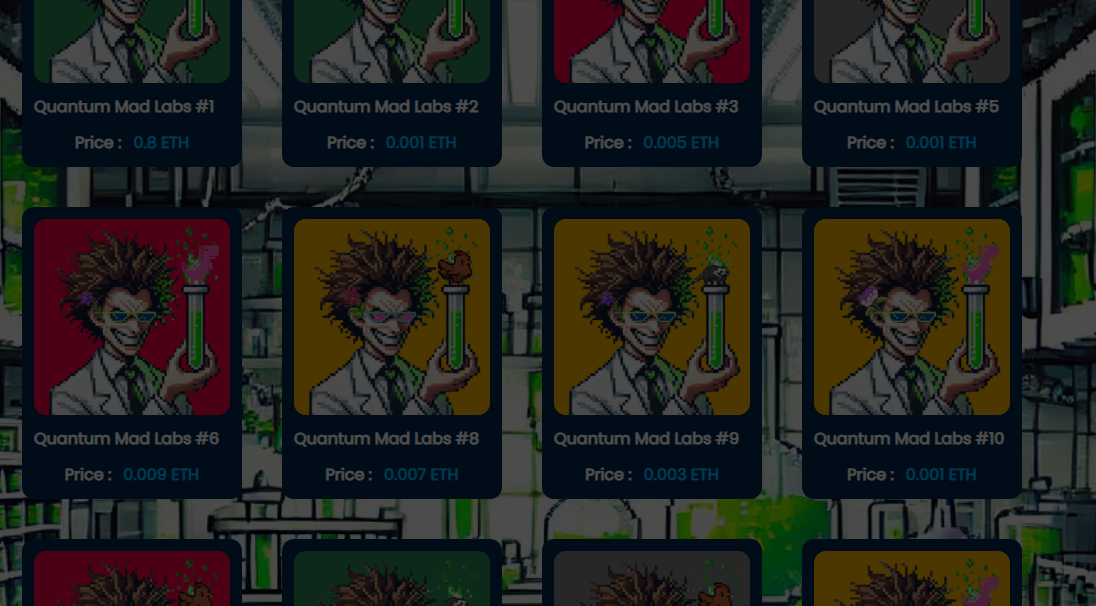 Quantum Mad Labs #1
Price : 0.8 ETH
Quantum Mad Labs #2
Price : 0.001 ETH
Quantum Mad Labs #3
Price : 0.005 ETH
Quantum Mad Labs #5
Price : 0.001 ETH
Quantum Mad Labs #6
Price : 0.009 ETH
Quantum Mad Labs #8
Price : 0.007 ETH
Quantum Mad Labs #9
Price : 0.003 ETH
Quantum Mad Labs #10
Price : 0.001 ETH